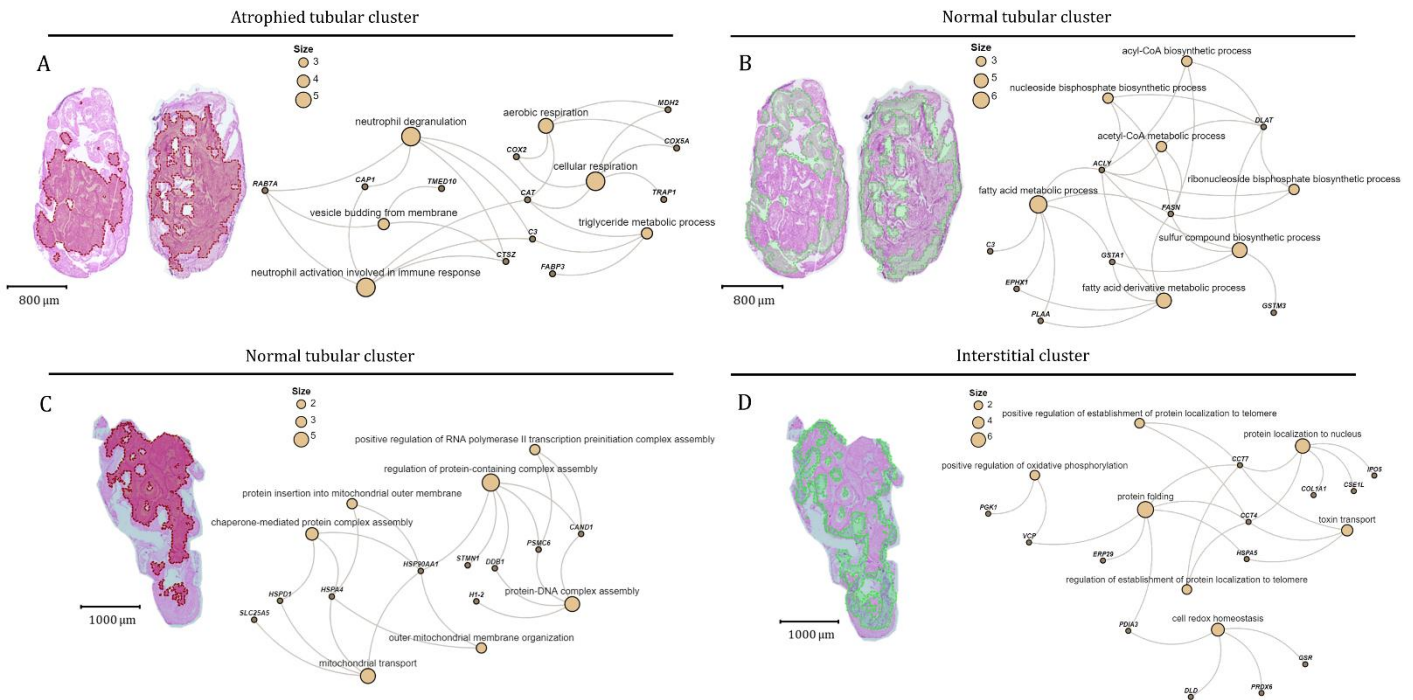 Atrophied tubular cluster
A
Size
3
4
5
neutrophil degranulation
aerobic respiration
MDH2
COX2
COX5A
cellular respiration
RAB7A
CAP1
TMED10
CAT
TRAP1
vesicle budding from membrane
triglyceride metabolic process
C3
CTSZ
FABP3
neutrophil activation involved in immune response
800 µm
Normal tubular cluster
B
Size
3
5
6
acyl-CoA biosynthetic process
nucleoside bisphosphate biosynthetic process
DLAT
acetyl-CoA metabolic process
ACLY
ribonucleoside bisphosphate biosynthetic process
fatty acid metabolic process
FASN
sulfur compound biosynthetic process
C3
GSTA1
EPHX1
fatty acid derivative metabolic process
PLAA
GSTM3
800 µm
Normal tubular cluster
C
Size
2
3
5
positive regulation of RNA polymerase II transcription preinitiation complex assembly
regulation of protein-containing complex assembly
protein insertion into mitochondrial outer membrane
chaperone-mediated protein complex assembly
CAND1
PSMC6
STMN1
DDB1
HSP90AA1
HSPD1
HSPA4
H1-2
protein-DNA complex assembly
SLC25A5
outer mitochondrial membrane organization
mitochondrial transport
1000 µm
Interstitial cluster
D
Size
2
4
6
positive regulation of establishment of protein localization to telomere
protein localization to nucleus
CCT7
IPO5
positive regulation of oxidative phosphorylation
CSE1L
COL1A1
protein folding
PGK1
CCT4
toxin transport
VCP
ERP29
HSPA5
regulation of establishment of protein localization to telomere
cell redox homeostasis
PDIA3
GSR
DLD
PRDX6
1000 µm